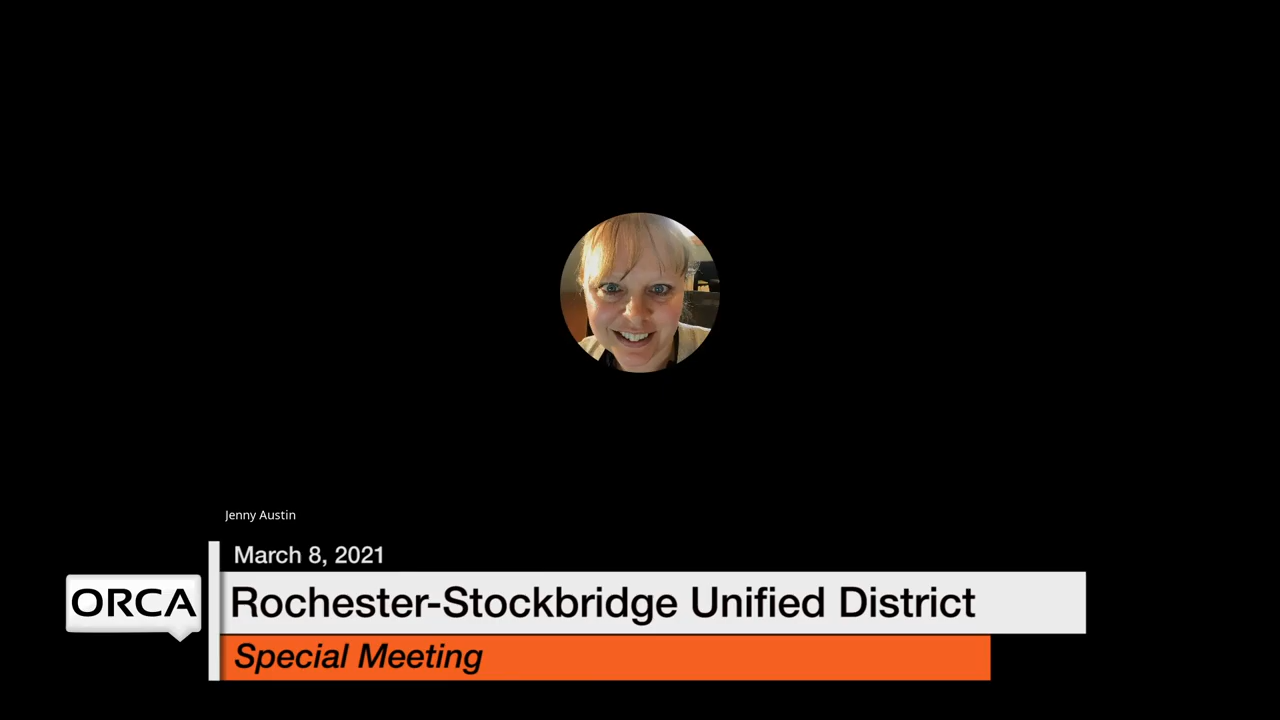 Jenny Austin
March 8, 2021
ORCA
Rochester-Stockbridge Unified District
Special Meeting